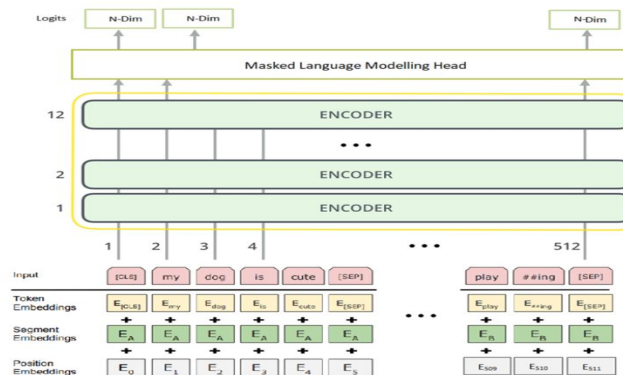 Logits N-Dim N-Dim N-Dim
Masked Language Modelling Head
12 ENCODER
...
2 ENCODER
1 ENCODER
1 2 3 4 ... 512
Input [CLS] my dog is cute [SEP] play ##ing [SEP]
Token Embeddings E[CLS] Emy Edog Eis Ecute E[SEP] ... Eplay E##ing E[SEP]
+ + + + + + + + +
Segment Embeddings EA EA EA EA EA EA EB EB EB
+ + + + + + + + +
Position Embeddings E0 E1 E2 E3 E4 E5 E509 E510 E511